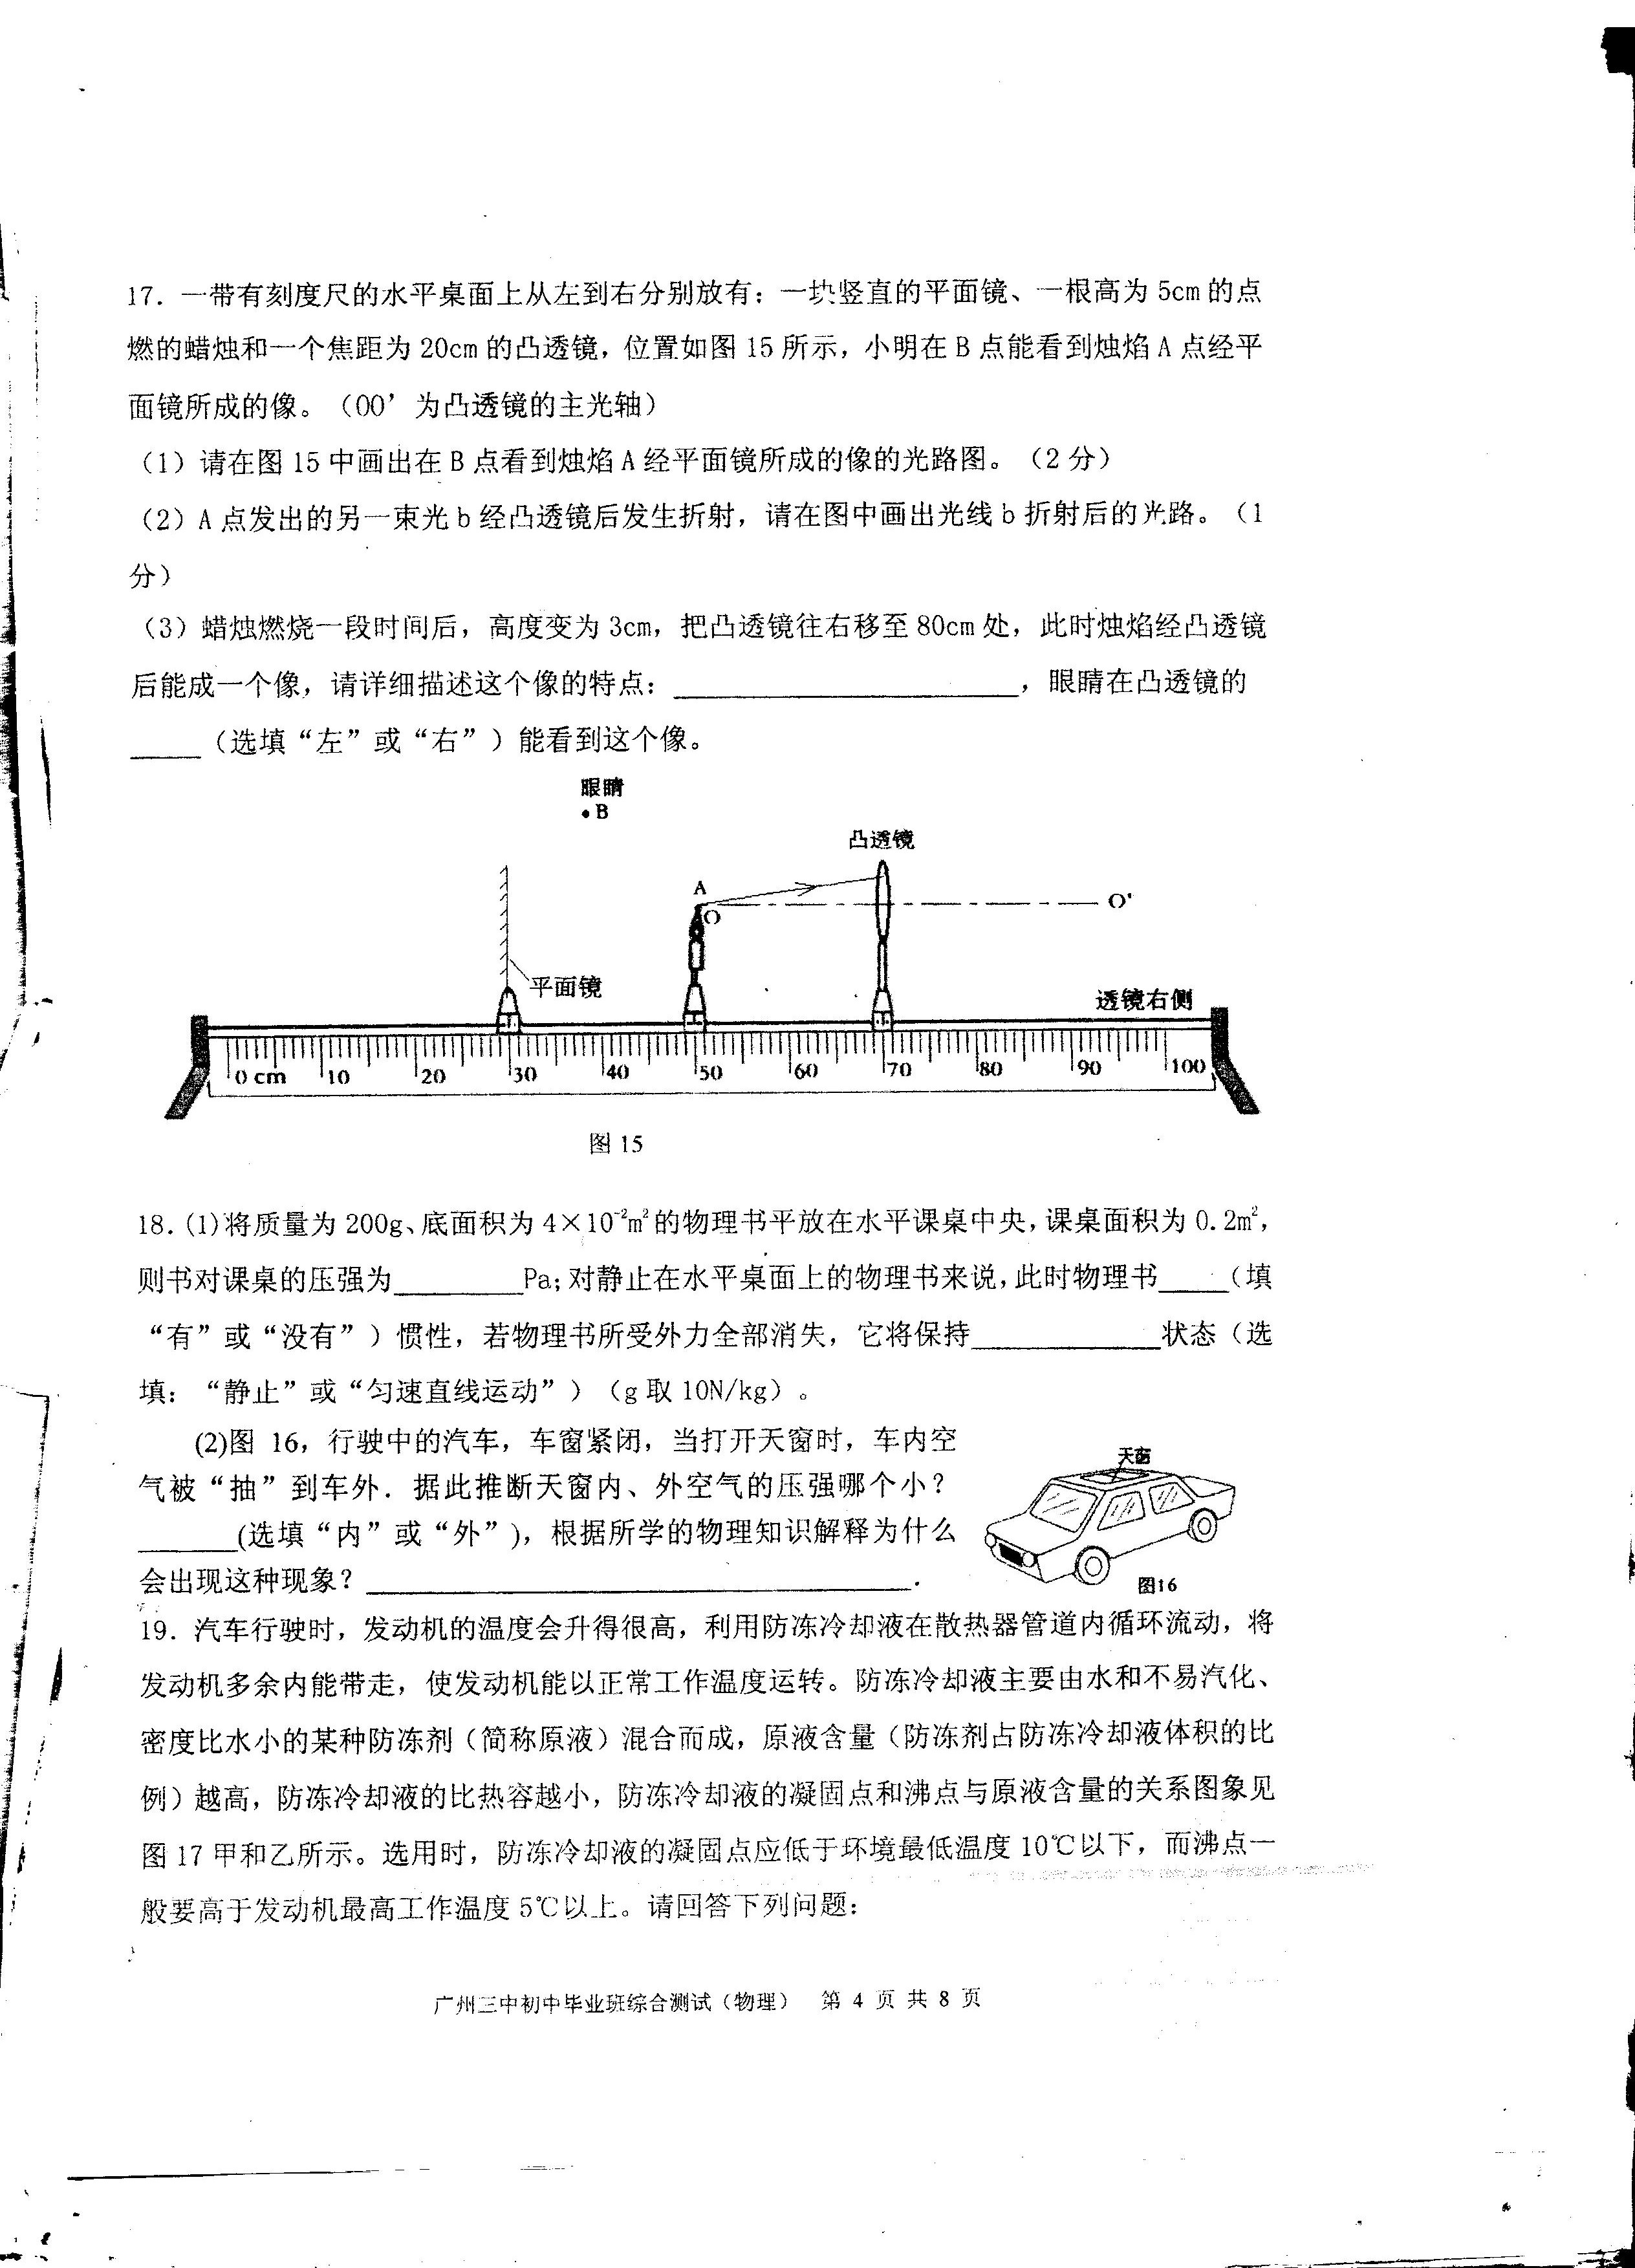 17. 一带有刻度尺的水平桌面上从左到右分别放有：一块竖直的平面镜、一根高为 5cm 的点
燃的蜡烛和一个焦距为 20cm 的凸透镜，位置如图 15 所示，小明在 B 点能看到烛焰 A 点经平
面镜所成的像。（OO’为凸透镜的主光轴）
（1）请在图 15 中画出在 B 点看到烛焰 A 经平面镜所成的像的光路图。（2 分）
（2）A 点发出的另一束光 b 经凸透镜后发生折射，请在图中画出光线 b 折射后的光路。（1
分）
（3）蜡烛燃烧一段时间后，高度变为 3cm，把凸透镜往右移至 80cm 处，此时烛焰经凸透镜
后能成一个像，请详细描述这个像的特点：________________，眼睛在凸透镜的
____（选填“左”或“右”）能看到这个像。
眼睛
B
凸透镜
A
O
O'
平面镜
透镜右侧
0 cm 10 20 30 40 50 60 70 80 90 100
图 15
18. (1)将质量为 200g、底面积为 4×10⁻²m²的物理书平放在水平课桌中央，课桌面积为 0.2m²，
则书对课桌的压强为________Pa；对静止在水平桌面上的物理书来说，此时物理书____（填
“有”或“没有”）惯性，若物理书所受外力全部消失，它将保持____________状态（选
填：“静止”或“匀速直线运动”）（g 取 10N/kg）。
(2)图 16，行驶中的汽车，车窗紧闭，当打开天窗时，车内空
气被“抽”到车外．据此推断天窗内、外空气的压强哪个小？
______(选填“内”或“外”)，根据所学的物理知识解释为什么
会出现这种现象？________________________________．
天窗
图16
19. 汽车行驶时，发动机的温度会升得很高，利用防冻冷却液在散热器管道内循环流动，将
发动机多余内能带走，使发动机能以正常工作温度运转。防冻冷却液主要由水和不易汽化、
密度比水小的某种防冻剂（简称原液）混合而成，原液含量（防冻剂占防冻冷却液体积的比
例）越高，防冻冷却液的比热容越小，防冻冷却液的凝固点和沸点与原液含量的关系图象见
图 17 甲和乙所示。选用时，防冻冷却液的凝固点应低于环境最低温度 10℃以下，而沸点一
般要高于发动机最高工作温度 5℃以上。请回答下列问题：
广州三中初中毕业班综合测试（物理） 第 4 页 共 8 页